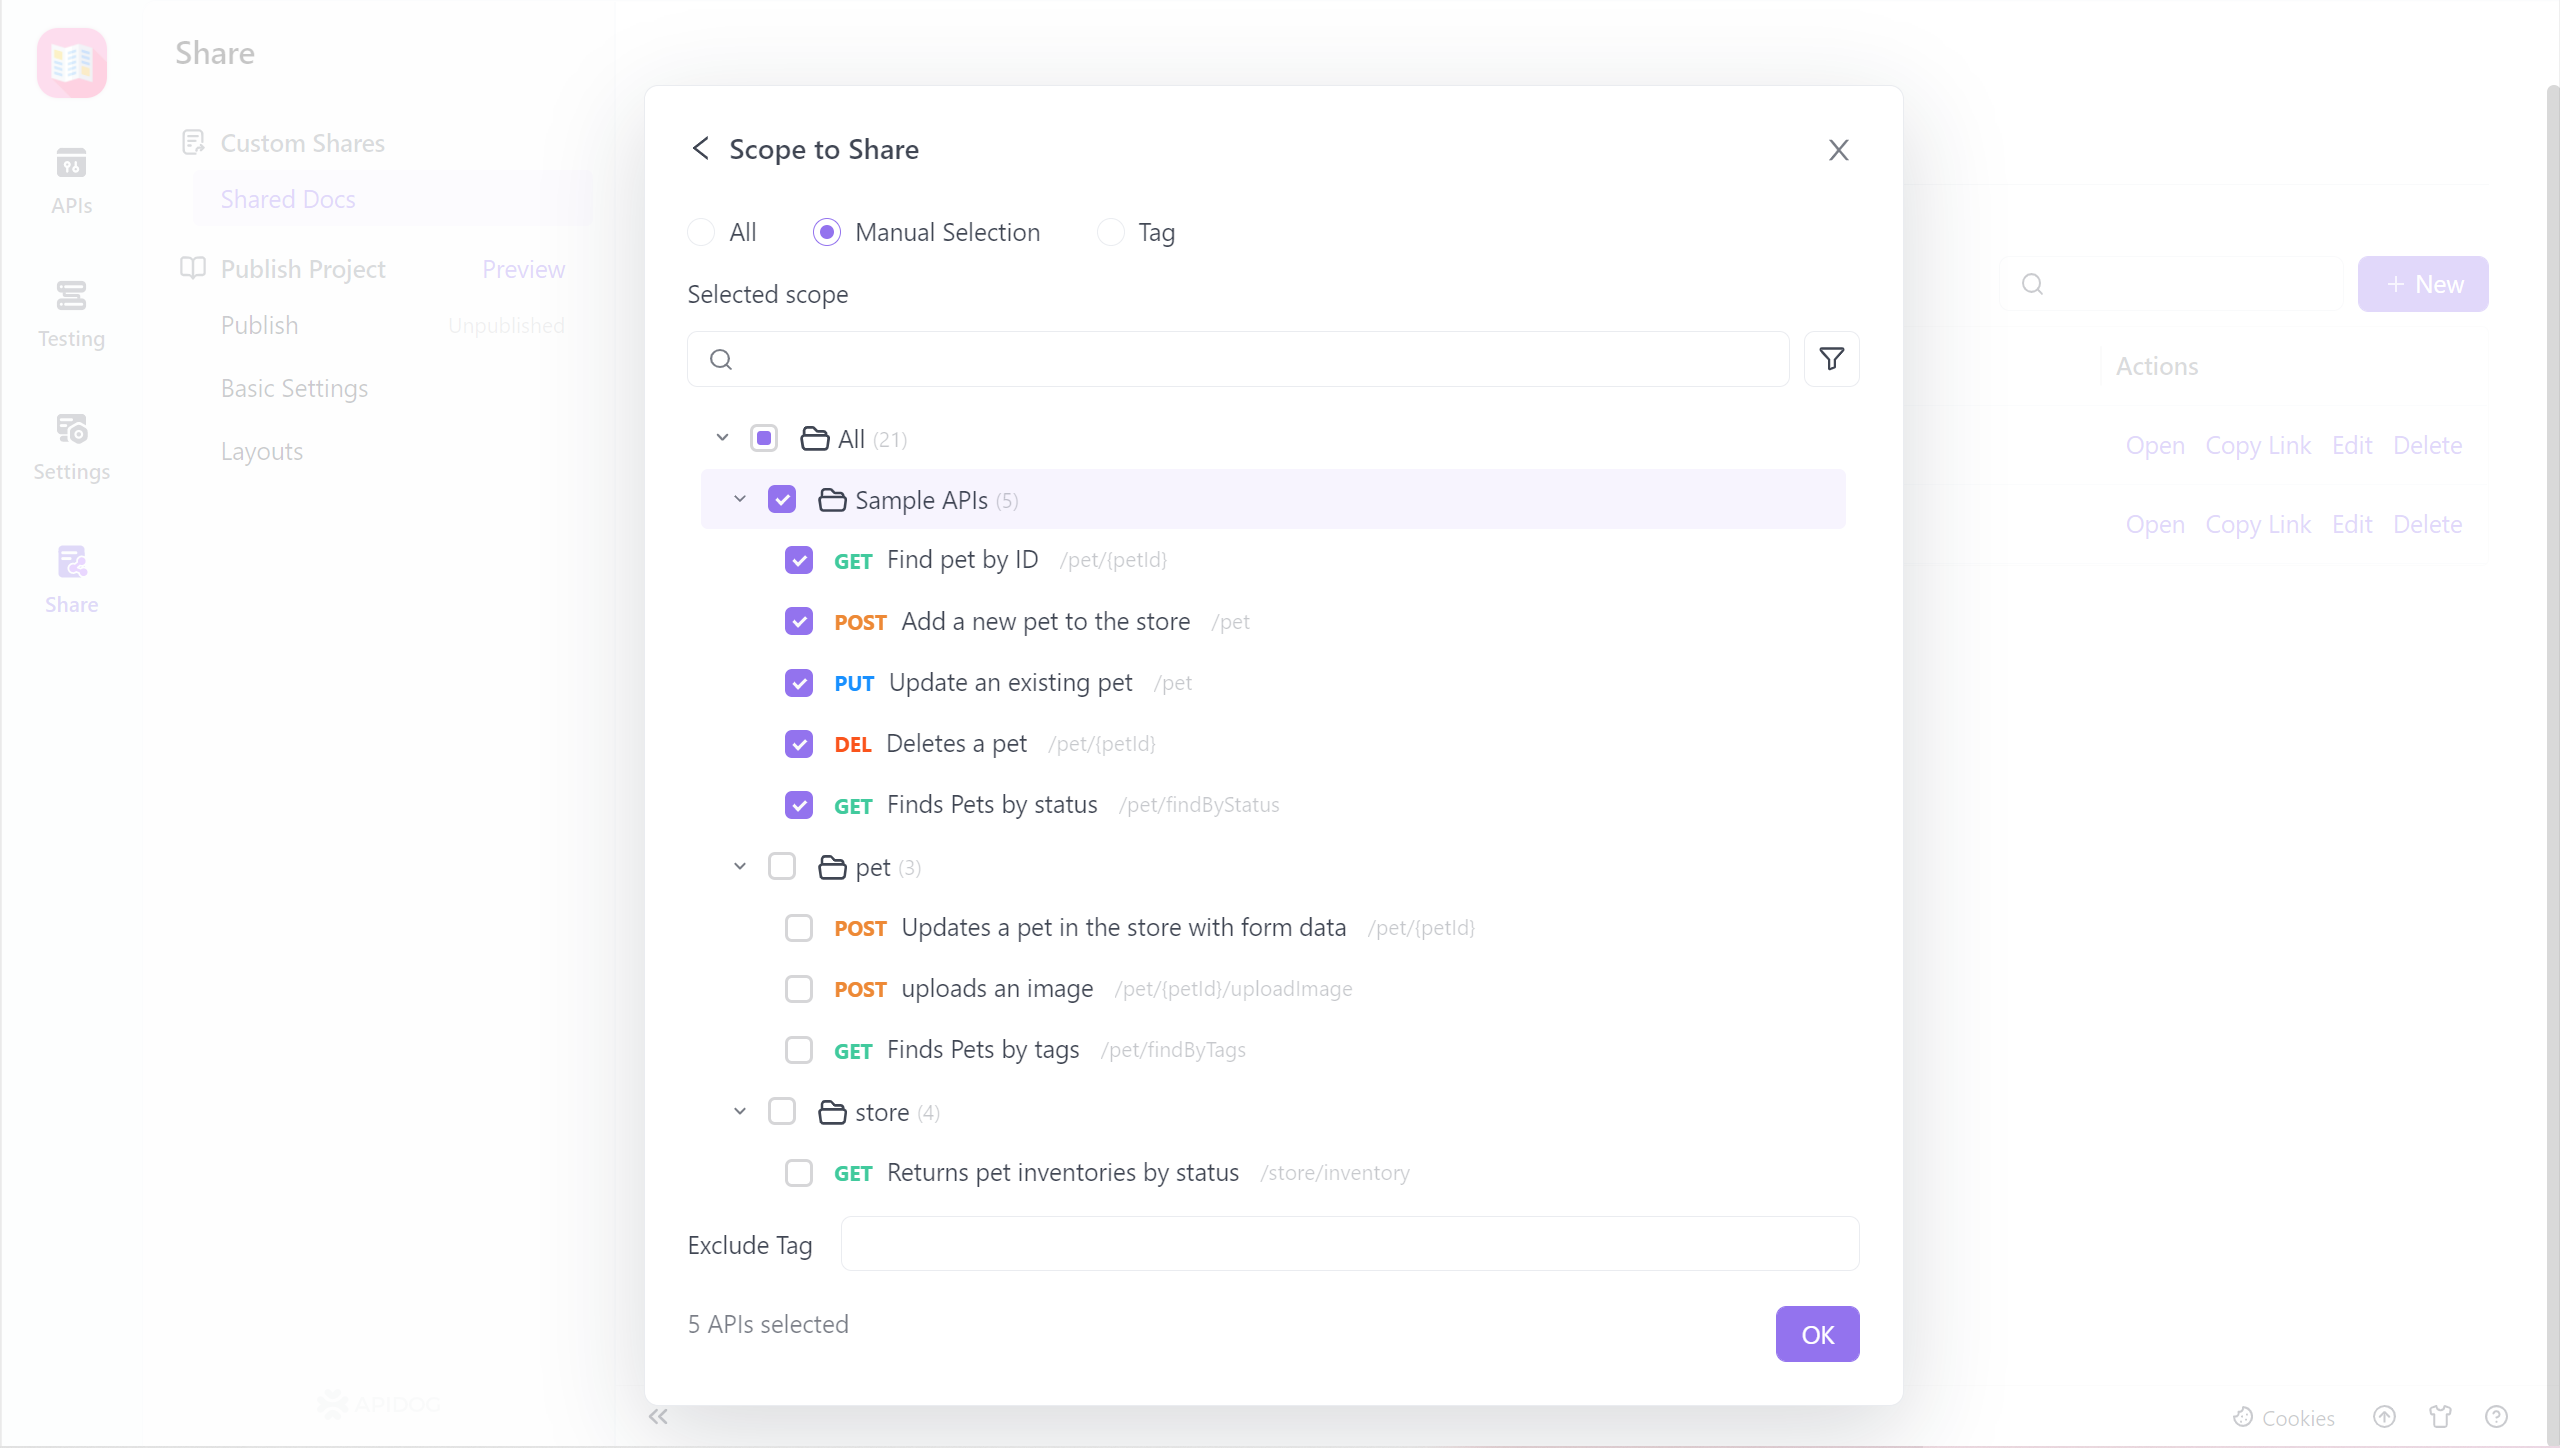 Share
APIs
Testing
Settings
Share
Custom Shares
Shared Docs
Publish Project Preview
Publish Unpublished
Basic Settings
Layouts
APIDOG
Scope to Share
All Manual Selection Tag
Selected scope
All (21)
Sample APIs (5)
GET Find pet by ID /pet/{petId}
POST Add a new pet to the store /pet
PUT Update an existing pet /pet
DEL Deletes a pet /pet/{petId}
GET Finds Pets by status /pet/findByStatus
pet (3)
POST Updates a pet in the store with form data /pet/{petId}
POST uploads an image /pet/{petId}/uploadImage
GET Finds Pets by tags /pet/findByTags
store (4)
GET Returns pet inventories by status /store/inventory
Exclude Tag
5 APIs selected
OK
+ New
Actions
Open Copy Link Edit Delete
Open Copy Link Edit Delete
Cookies